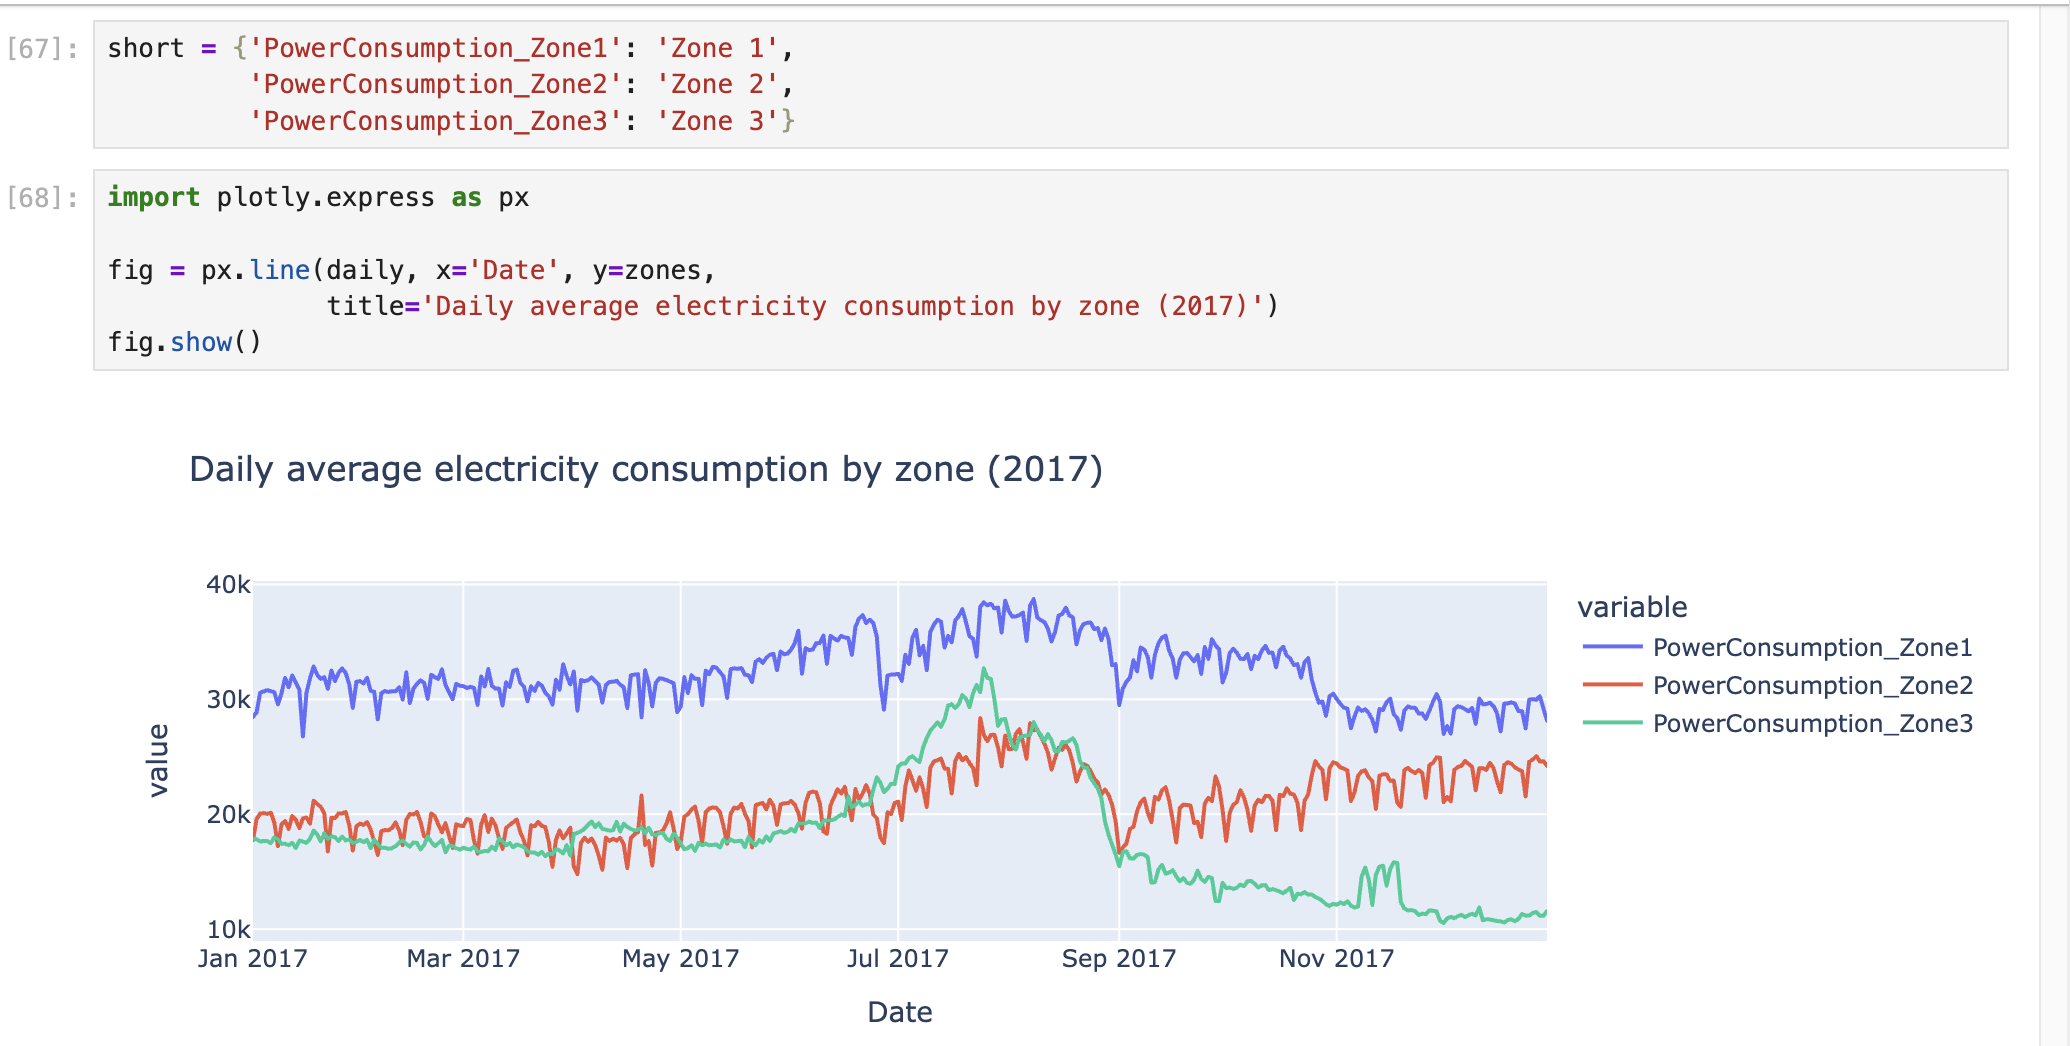 [67]: short = {'PowerConsumption_Zone1': 'Zone 1',
'PowerConsumption_Zone2': 'Zone 2',
'PowerConsumption_Zone3': 'Zone 3'}
[68]: import plotly.express as px
fig = px.line(daily, x='Date', y=zones,
title='Daily average electricity consumption by zone (2017)')
fig.show()
Daily average electricity consumption by zone (2017)
40k
30k
20k
10k
value
Jan 2017 Mar 2017 May 2017 Jul 2017 Sep 2017 Nov 2017
Date
variable
PowerConsumption_Zone1
PowerConsumption_Zone2
PowerConsumption_Zone3